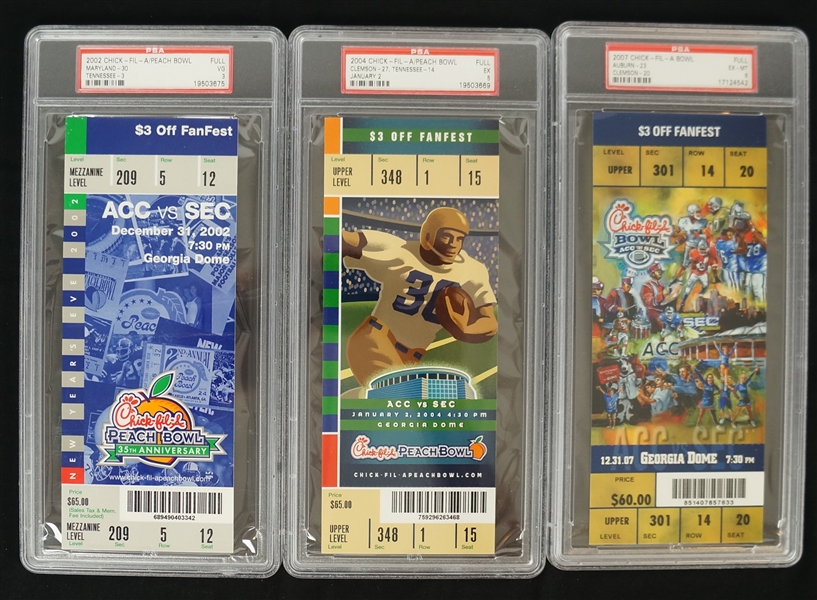 PSA
2002 CHICK-FIL-A/PEACH BOWL FULL
MARYLAND-30 VG
TENNESSEE-3 3
19503675
$3 Off FanFest
Level Sec Row Seat
MEZZANINE LEVEL 209 5 12
ACC vs SEC
December 31, 2002
7:30 PM
Georgia Dome
NEW YEARS EVE 2002
Chick-fil-A
PEACH BOWL
35TH ANNIVERSARY
www.chick-fil-apeachbowl.com
Price
$65.00
(Sales Tax & Mem. Fee Included)
689490403342
Level Sec Row Seat
MEZZANINE LEVEL 209 5 12
PSA
2004 CHICK-FIL-A/PEACH BOWL FULL
CLEMSON-27, TENNESSEE-14 EX
JANUARY 2 5
19503689
$3 OFF FANFEST
Level Sec Row Seat
UPPER LEVEL 348 1 15
30
ACC vs SEC
JANUARY 2, 2004 4:30 PM
GEORGIA DOME
Chick-fil-A PEACH BOWL
CHICK-FIL-APEACHBOWL.COM
Price
$65.00
759296263468
UPPER LEVEL 348 1 15
Level Sec Row Seat
PSA
2007 CHICK-FIL-A BOWL FULL
AUBURN-23 EX-MT
CLEMSON-20 6
17124542
$3 OFF FANFEST
LEVEL SEC ROW SEAT
UPPER 301 14 20
Chick-fil-A
BOWL
ACC SEC
SEC
ACC
ACC SEC
12.31.07 GEORGIA DOME 7:30 PM
PRICE
$60.00
851407857833
UPPER 301 14 20
LEVEL SEC ROW SEAT